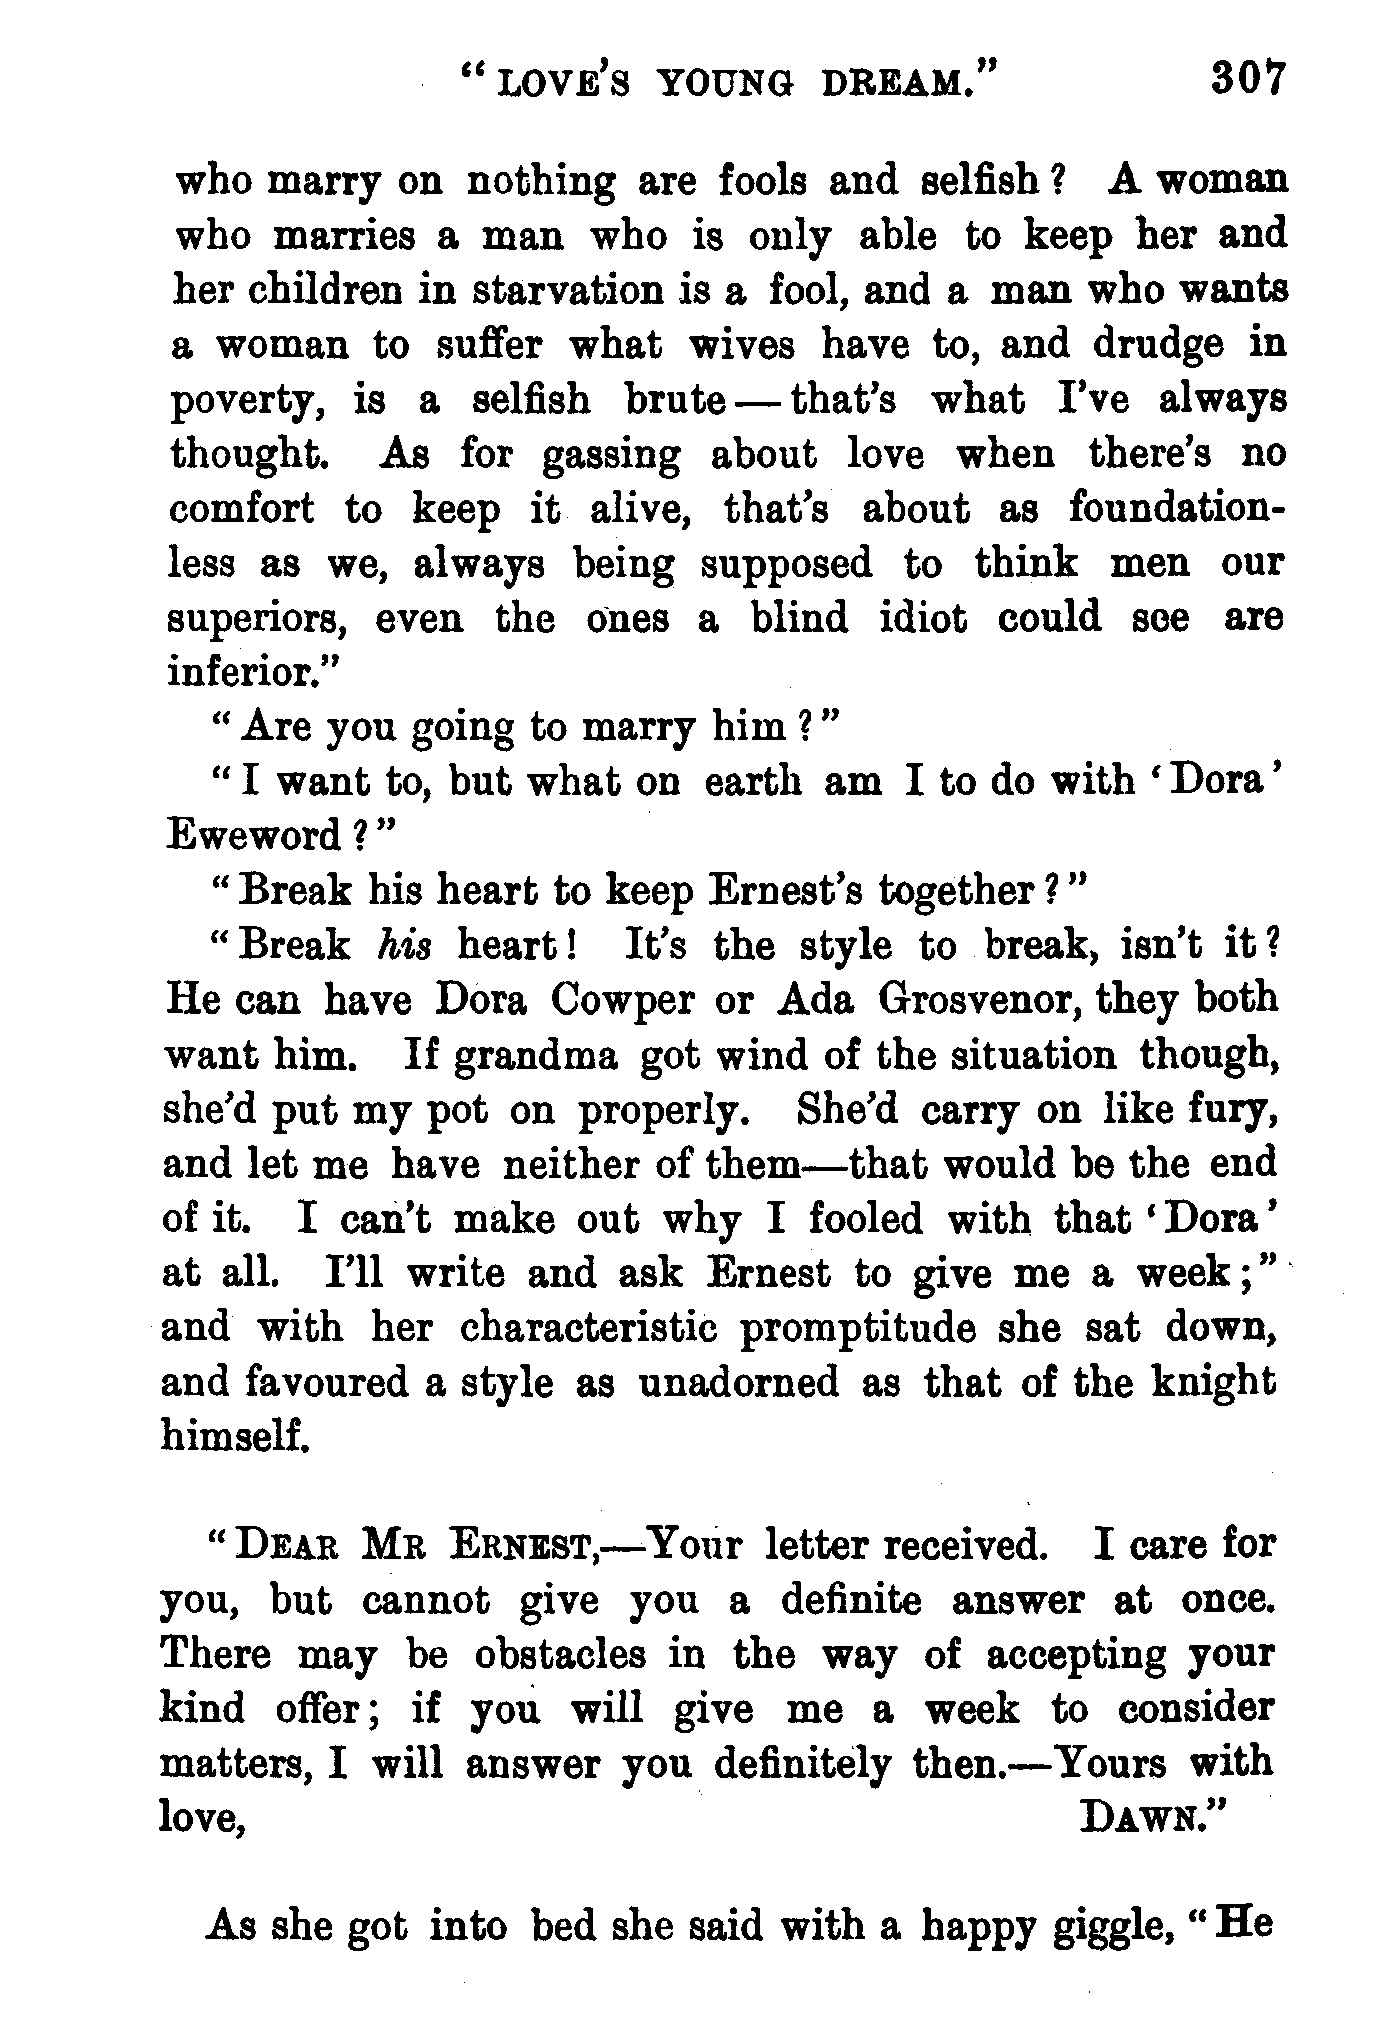 "LOVE'S YOUNG DREAM." 307
who marry on nothing are fools and selfish? A woman
who marries a man who is only able to keep her and
her children in starvation is a fool, and a man who wants
a woman to suffer what wives have to, and drudge in
poverty, is a selfish brute—that's what I've always
thought. As for gassing about love when there's no
comfort to keep it alive, that's about as foundation-
less as we, always being supposed to think men our
superiors, even the ones a blind idiot could see are
inferior."
"Are you going to marry him?"
"I want to, but what on earth am I to do with 'Dora'
Eweword?"
"Break his heart to keep Ernest's together?"
"Break his heart! It's the style to break, isn't it?
He can have Dora Cowper or Ada Grosvenor, they both
want him. If grandma got wind of the situation though,
she'd put my pot on properly. She'd carry on like fury,
and let me have neither of them—that would be the end
of it. I can't make out why I fooled with that 'Dora'
at all. I'll write and ask Ernest to give me a week;"
and with her characteristic promptitude she sat down,
and favoured a style as unadorned as that of the knight
himself.
"DEAR MR ERNEST,—Your letter received. I care for
you, but cannot give you a definite answer at once.
There may be obstacles in the way of accepting your
kind offer; if you will give me a week to consider
matters, I will answer you definitely then.—Yours with
love, DAWN."
As she got into bed she said with a happy giggle, "He